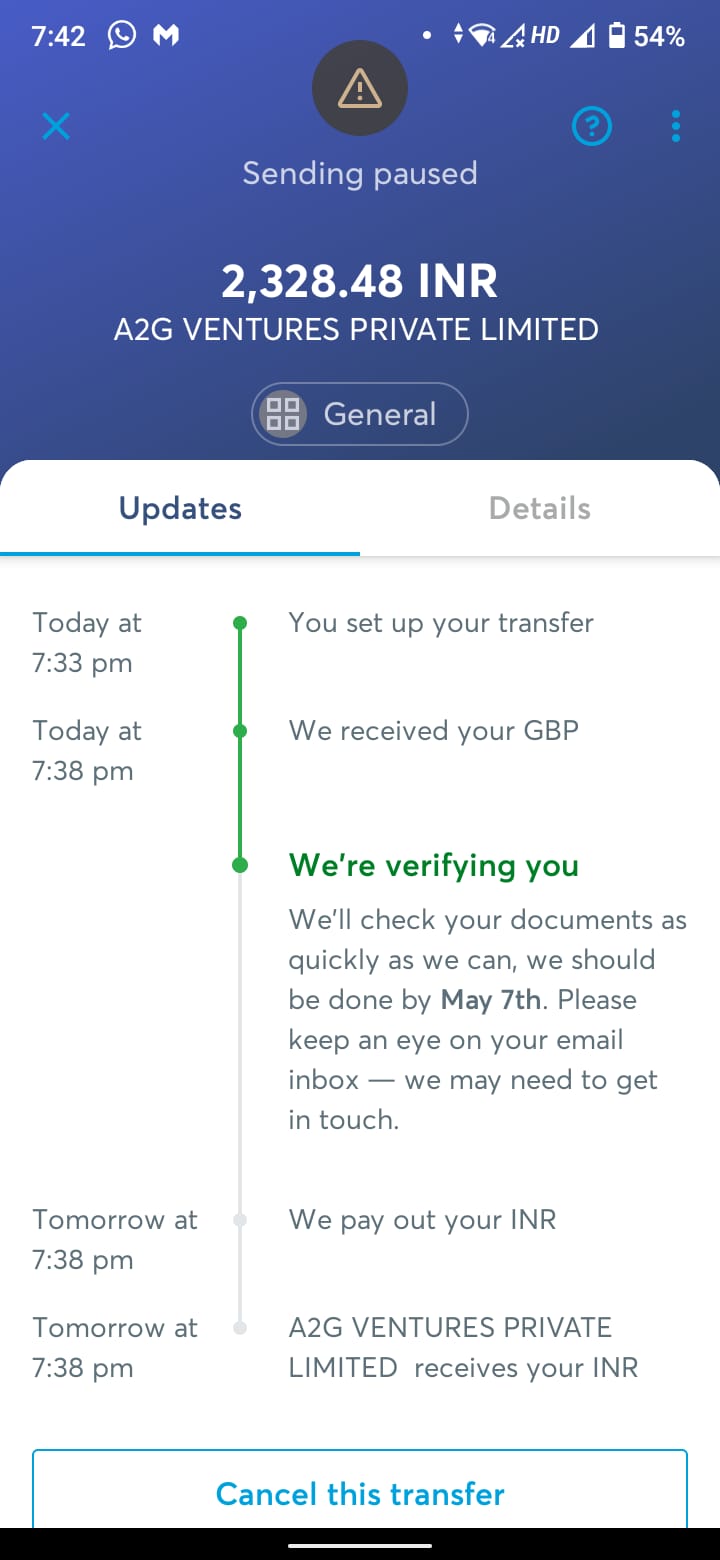 7:42
4
HD
54%
?
Sending paused
2,328.48 INR
A2G VENTURES PRIVATE LIMITED
General
Updates
Details
Today at
7:33 pm
You set up your transfer
Today at
7:38 pm
We received your GBP
We're verifying you
We'll check your documents as
quickly as we can, we should
be done by May 7th. Please
keep an eye on your email
inbox — we may need to get
in touch.
Tomorrow at
7:38 pm
We pay out your INR
Tomorrow at
7:38 pm
A2G VENTURES PRIVATE
LIMITED receives your INR
Cancel this transfer